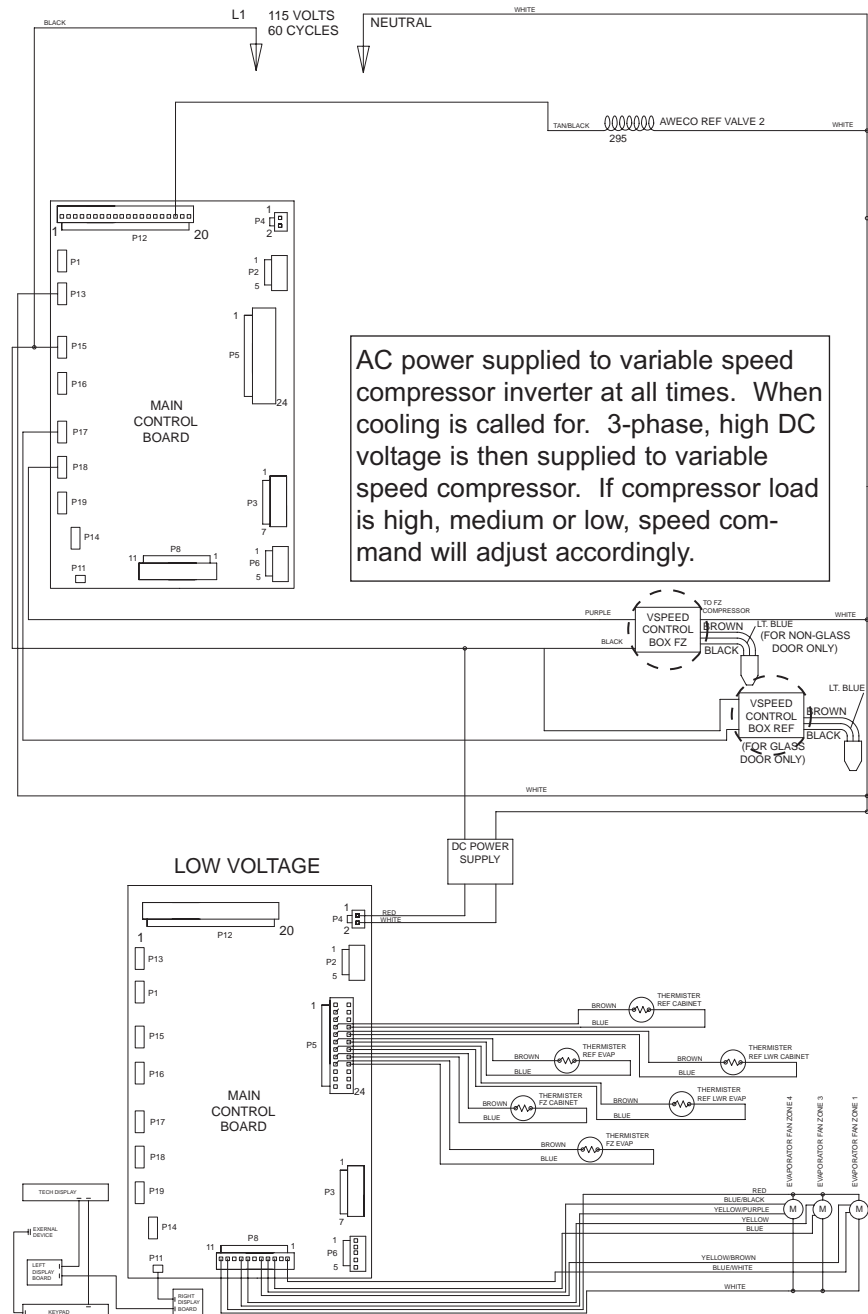 BLACK
L1 115 VOLTS
60 CYCLES
NEUTRAL
WHITE
TAN/BLACK
AWECO REF VALVE 2
295
WHITE
1
P12
20
1
P4
2
P1
1
P2
5
P13
1
P5
24
P15
P16
MAIN
CONTROL
BOARD
P17
P18
P19
1
P3
7
P14
P8
11
1
1
P6
5
P11
AC power supplied to variable speed
compressor inverter at all times. When
cooling is called for. 3-phase, high DC
voltage is then supplied to variable
speed compressor. If compressor load
is high, medium or low, speed com-
mand will adjust accordingly.
PURPLE
BLACK
VSPEED
CONTROL
BOX FZ
TO FZ
COMPRESSOR
BROWN
BLACK
LT. BLUE
(FOR NON-GLASS
DOOR ONLY)
WHITE
VSPEED
CONTROL
BOX REF
(FOR GLASS
DOOR ONLY)
BROWN
BLACK
LT. BLUE
WHITE
DC POWER
SUPPLY
LOW VOLTAGE
1
P12
20
1
P4
2
RED
WHITE
P13
1
P2
5
P1
1
P5
24
P15
P16
MAIN
CONTROL
BOARD
P17
P18
P19
1
P3
7
P14
P8
11
1
1
P6
5
P11
BROWN
BLUE
THERMISTER
REF CABINET
BROWN
BLUE
THERMISTER
REF EVAP
BROWN
BLUE
THERMISTER
REF LWR CABINET
BROWN
BLUE
THERMISTER
FZ CABINET
BROWN
BLUE
THERMISTER
REF LWR EVAP
BROWN
BLUE
THERMISTER
FZ EVAP
EVAPORATOR FAN ZONE 4
EVAPORATOR FAN ZONE 3
EVAPORATOR FAN ZONE 1
M
M
M
RED
BLUE/BLACK
YELLOW/PURPLE
YELLOW
BLUE
YELLOW/BROWN
BLUE/WHITE
WHITE
TECH DISPLAY
EXERNAL
DEVICE
LEFT
DISPLAY
BOARD
RIGHT
DISPLAY
BOARD
KEYPAD